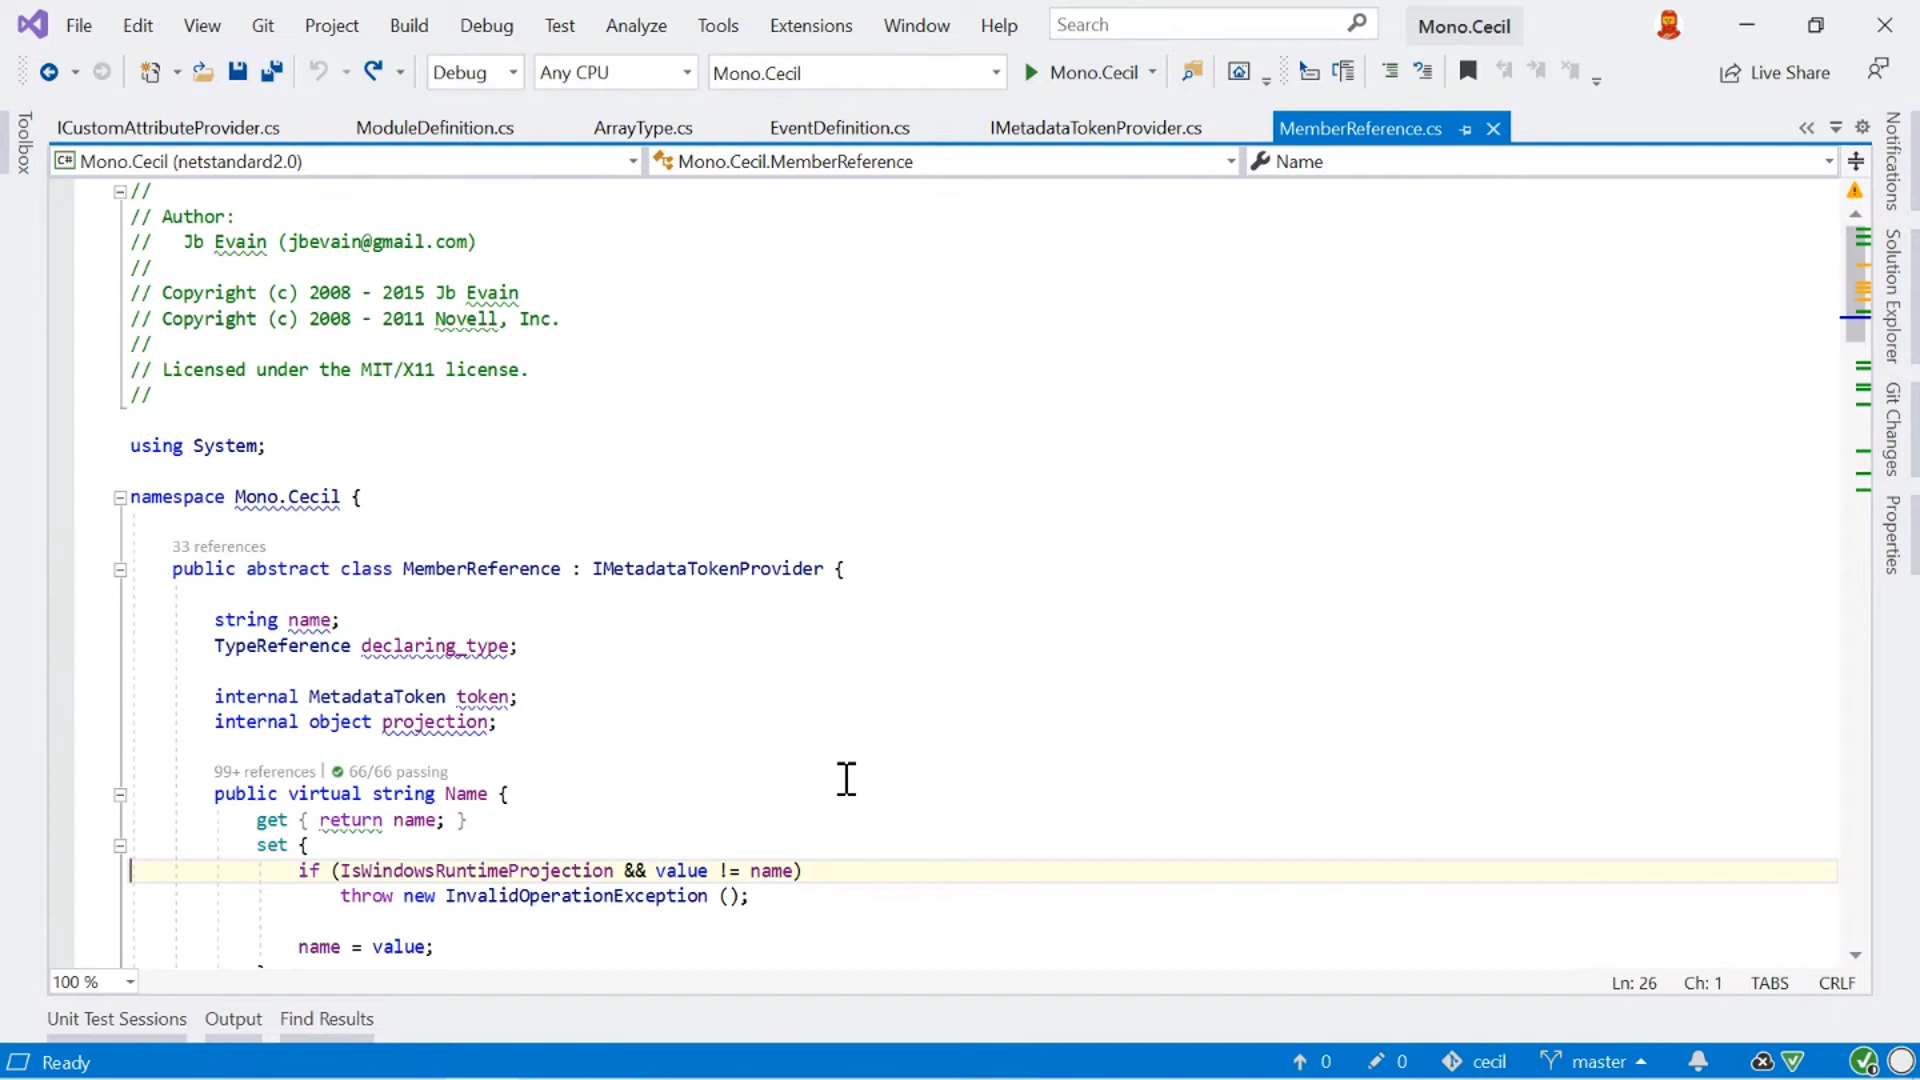 File Edit View Git Project Build Debug Test Analyze Tools Extensions Window Help Search Mono.Cecil
Debug Any CPU Mono.Cecil Mono.Cecil Live Share
ICustomAttributeProvider.cs ModuleDefinition.cs ArrayType.cs EventDefinition.cs IMetadataTokenProvider.cs MemberReference.cs
C# Mono.Cecil (netstandard2.0) Mono.Cecil.MemberReference Name
Toolbox
//
// Author:
//   Jb Evain (jbevain@gmail.com)
//
// Copyright (c) 2008 - 2015 Jb Evain
// Copyright (c) 2008 - 2011 Novell, Inc.
//
// Licensed under the MIT/X11 license.
//
using System;
namespace Mono.Cecil {
33 references
public abstract class MemberReference : IMetadataTokenProvider {
string name;
TypeReference declaring_type;
internal MetadataToken token;
internal object projection;
99+ references | 66/66 passing
public virtual string Name {
get { return name; }
set {
if (IsWindowsRuntimeProjection && value != name)
throw new InvalidOperationException ();
name = value;
Notifications
Solution Explorer
Git Changes
Properties
100 % Ln: 26 Ch: 1 TABS CRLF
Unit Test Sessions Output Find Results
Ready 0 0 cecil master